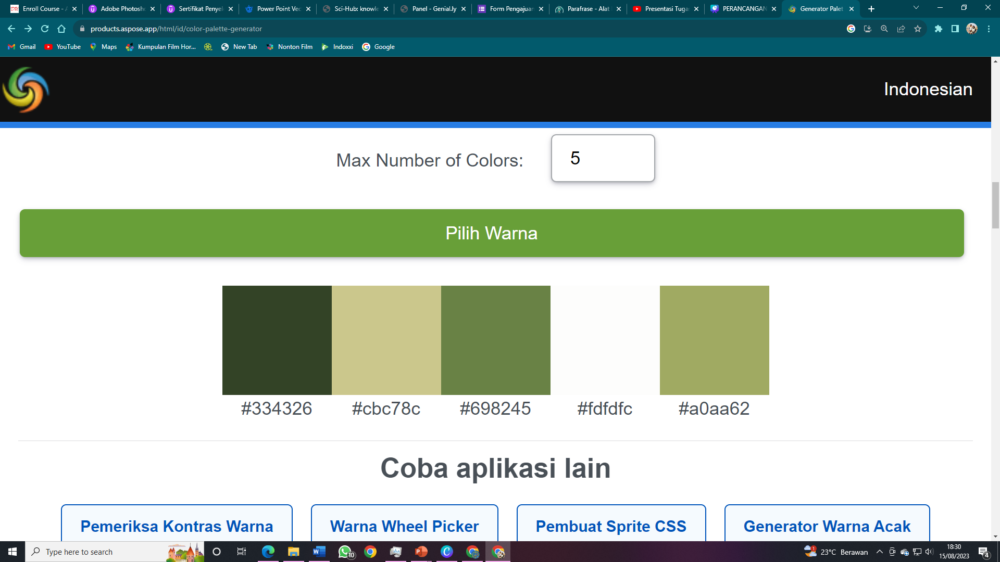 Enroll Course - A
Adobe Photosh
Sertifikat Penyel
Power Point Vec
Sci-Hub: knowle
Panel - Genial.ly
Form Pengajuan
Parafrase - Alat
Presentasi Tuga
PERANCANGAN
Generator Palet
products.aspose.app/html/id/color-palette-generator
Gmail
YouTube
Maps
Kumpulan Film Hor...
New Tab
Nonton Film
Indoxxi
Google
Indonesian
Max Number of Colors:
5
Pilih Warna
#334326
#cbc78c
#698245
#fdfdfc
#a0aa62
Coba aplikasi lain
Pemeriksa Kontras Warna
Warna Wheel Picker
Pembuat Sprite CSS
Generator Warna Acak
Type here to search
10
1
23°C Berawan
18:30
15/08/2023
4